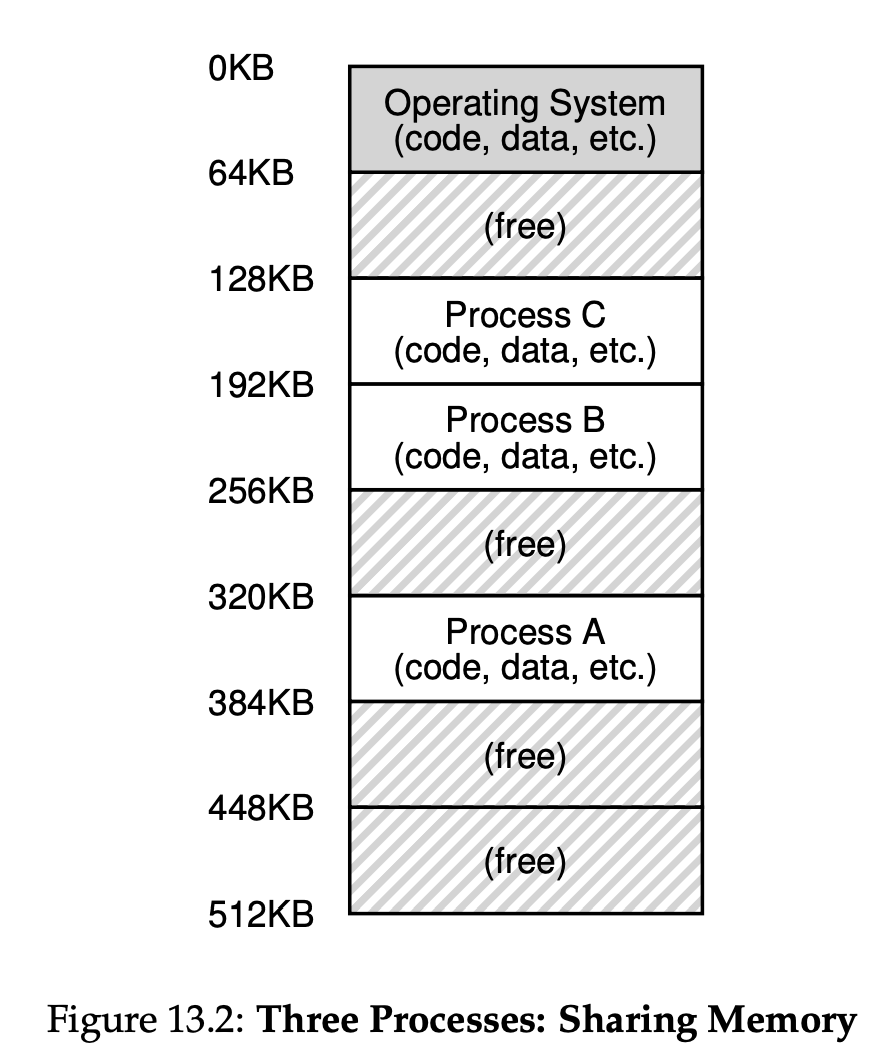 0KB
Operating System
(code, data, etc.)
64KB
(free)
128KB
Process C
(code, data, etc.)
192KB
Process B
(code, data, etc.)
256KB
(free)
320KB
Process A
(code, data, etc.)
384KB
(free)
448KB
(free)
512KB
Figure 13.2: Three Processes: Sharing Memory